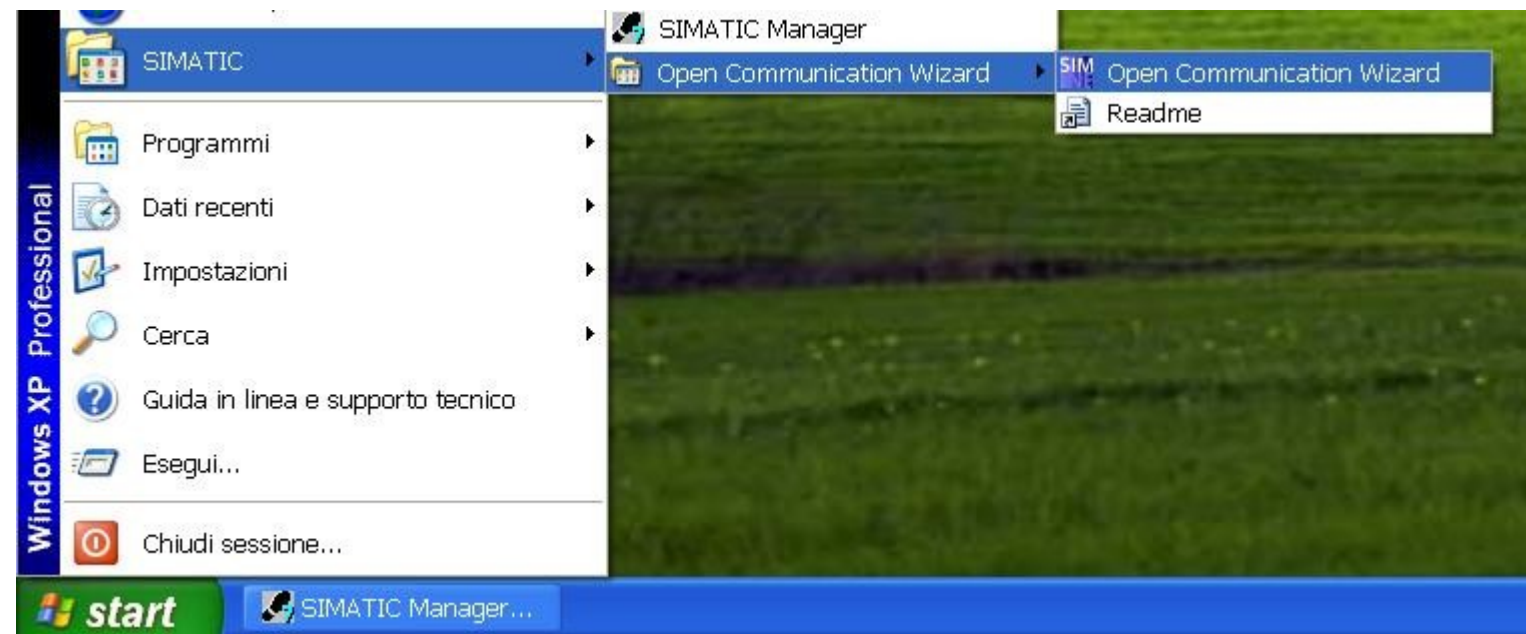 SIMATIC
SIMATIC Manager
Open Communication Wizard
Open Communication Wizard
Readme
Programmi
Dati recenti
Impostazioni
Cerca
Guida in linea e supporto tecnico
Esegui...
Chiudi sessione...
Windows XP Professional
start
SIMATIC Manager...